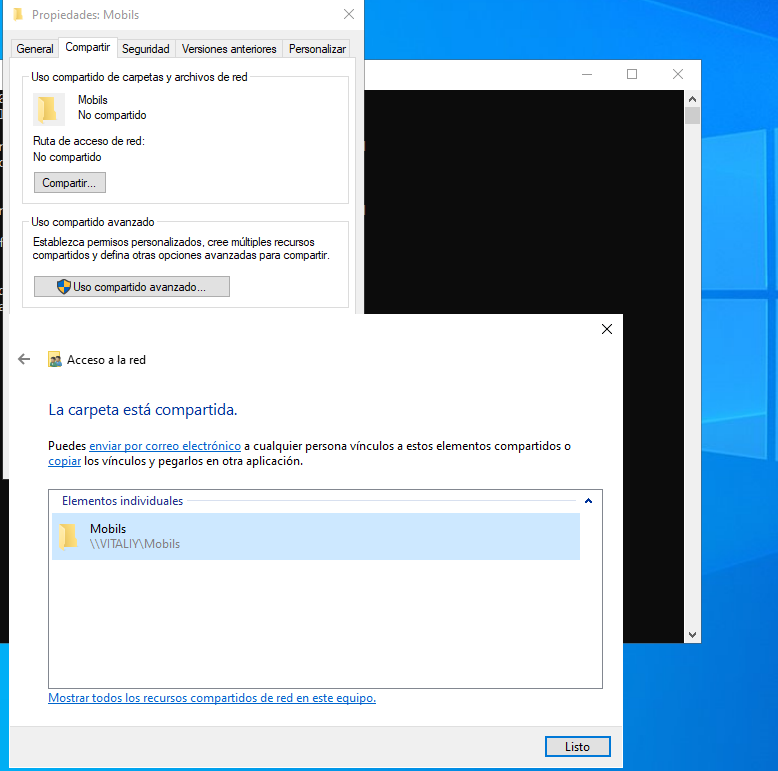 Propiedades: Mobils
General
Compartir
Seguridad
Versiones anteriores
Personalizar
Uso compartido de carpetas y archivos de red
Mobils
No compartido
Ruta de acceso de red:
No compartido
Compartir...
Uso compartido avanzado
Establezca permisos personalizados, cree múltiples recursos
compartidos y defina otras opciones avanzadas para compartir.
Uso compartido avanzado...
Acceso a la red
La carpeta está compartida.
Puedes enviar por correo electrónico a cualquier persona vínculos a estos elementos compartidos o
copiar los vínculos y pegarlos en otra aplicación.
Elementos individuales
Mobils
\\VITALIY\Mobils
Mostrar todos los recursos compartidos de red en este equipo.
Listo